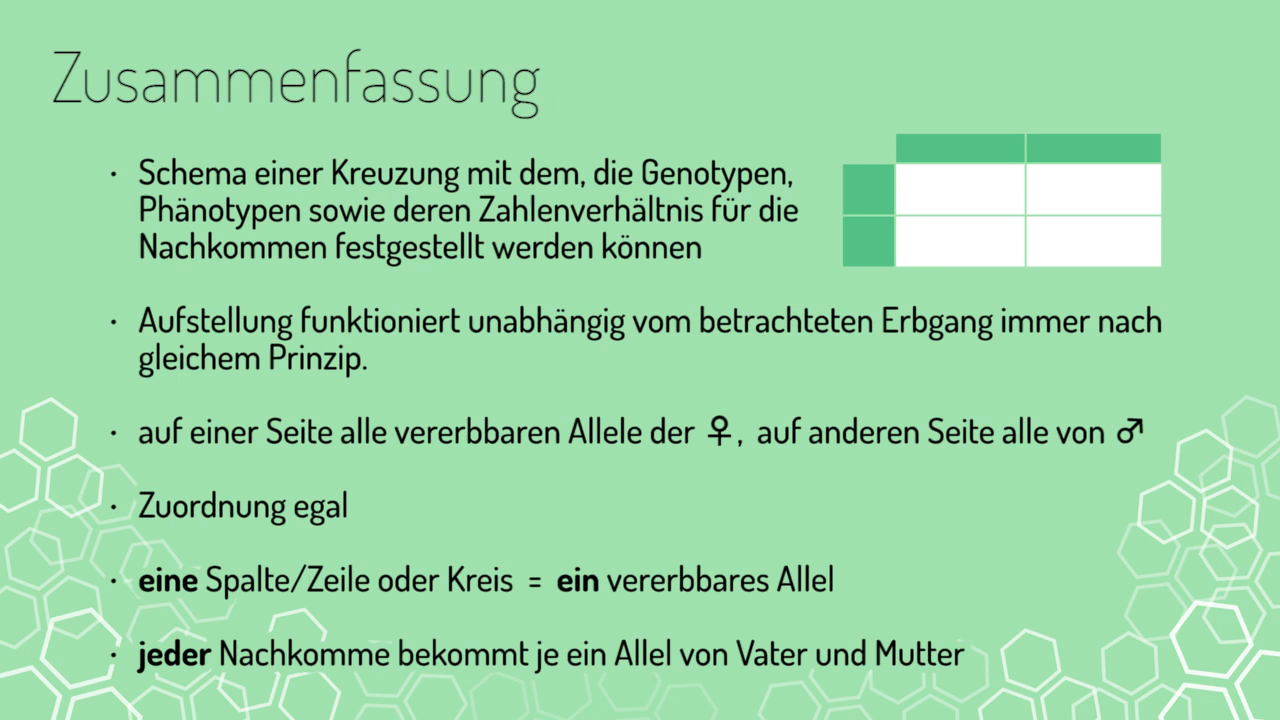 Zusammenfassung
· Schema einer Kreuzung mit dem, die Genotypen,
Phänotypen sowie deren Zahlenverhältnis für die
Nachkommen festgestellt werden können
· Aufstellung funktioniert unabhängig vom betrachteten Erbgang immer nach
gleichem Prinzip.
· auf einer Seite alle vererbbaren Allele der ♀, auf anderen Seite alle von ♂
· Zuordnung egal
· eine Spalte/Zeile oder Kreis = ein vererbbares Allel
· jeder Nachkomme bekommt je ein Allel von Vater und Mutter